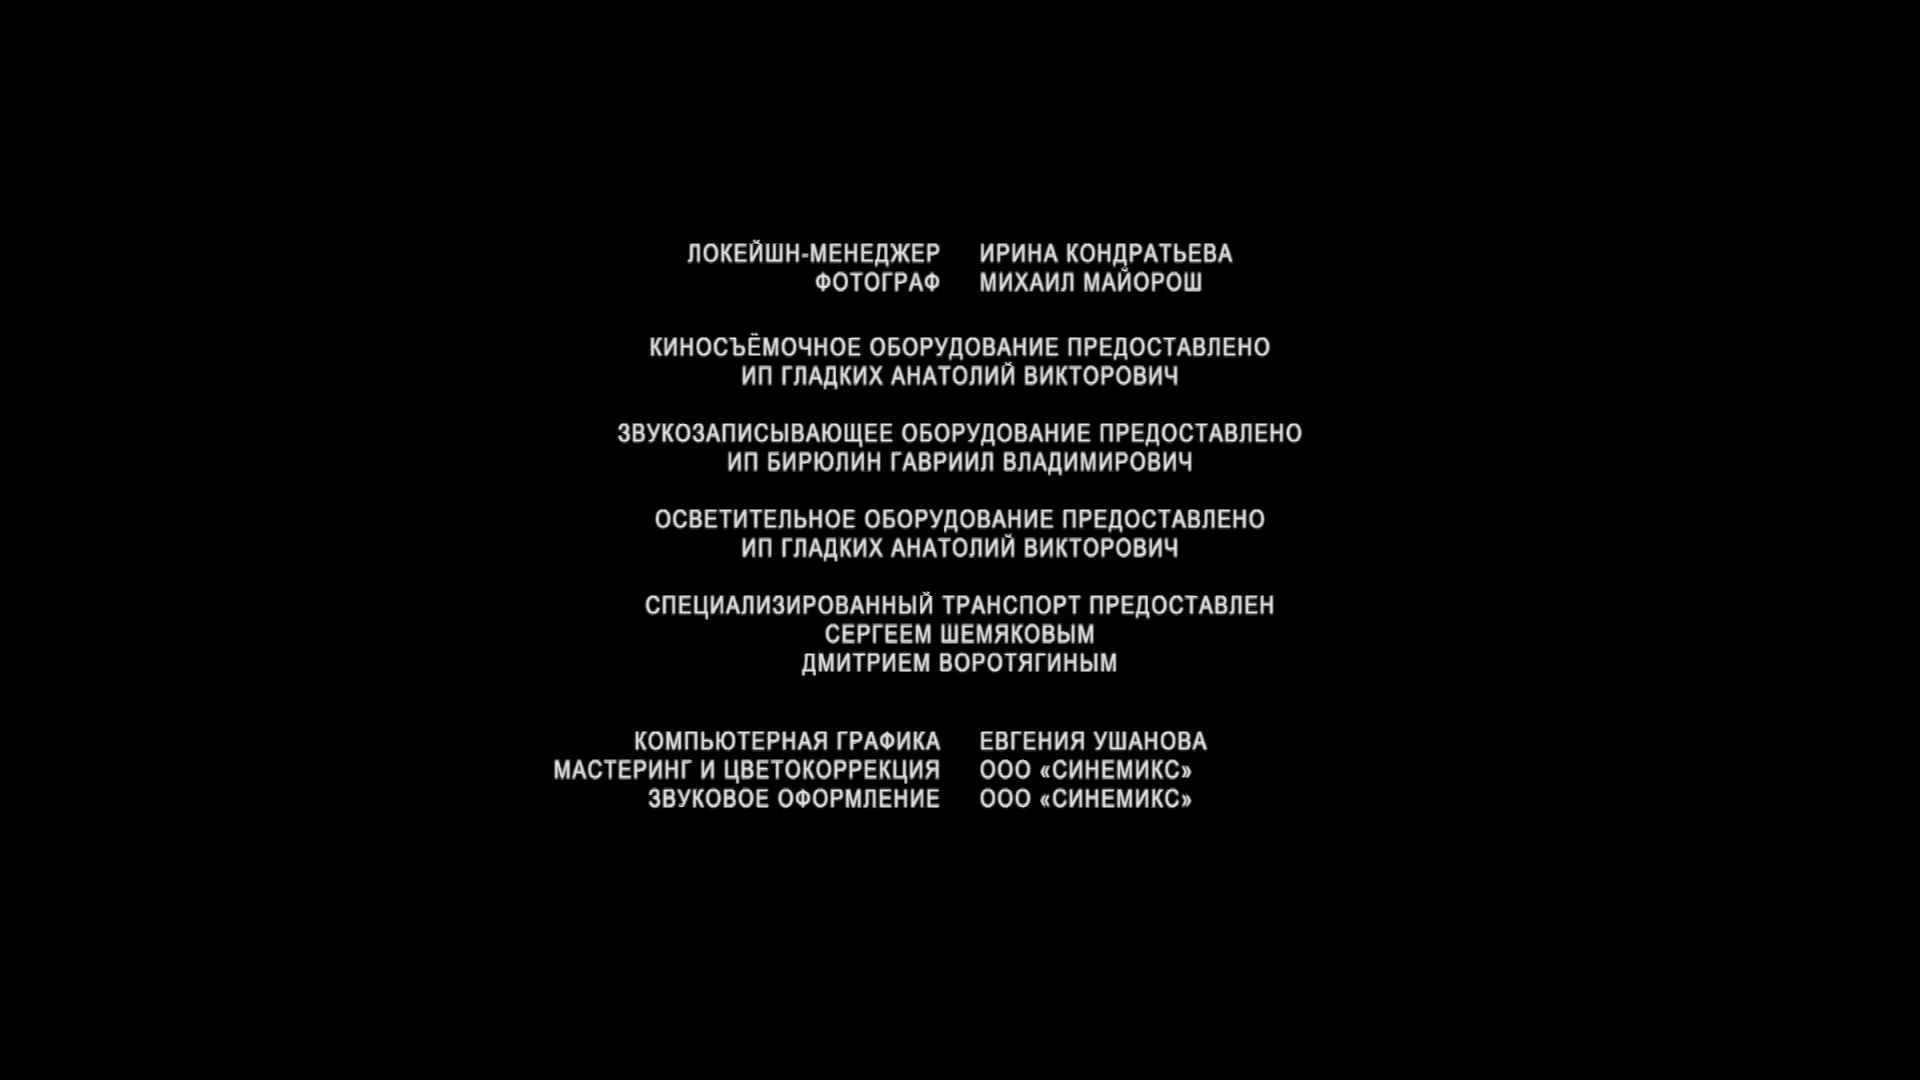 ЛОКЕЙШН-МЕНЕДЖЕР ИРИНА КОНДРАТЬЕВА
ФОТОГРАФ МИХАИЛ МАЙОРОШ
КИНОСЪЁМОЧНОЕ ОБОРУДОВАНИЕ ПРЕДОСТАВЛЕНО
ИП ГЛАДКИХ АНАТОЛИЙ ВИКТОРОВИЧ
ЗВУКОЗАПИСЫВАЮЩЕЕ ОБОРУДОВАНИЕ ПРЕДОСТАВЛЕНО
ИП БИРЮЛИН ГАВРИИЛ ВЛАДИМИРОВИЧ
ОСВЕТИТЕЛЬНОЕ ОБОРУДОВАНИЕ ПРЕДОСТАВЛЕНО
ИП ГЛАДКИХ АНАТОЛИЙ ВИКТОРОВИЧ
СПЕЦИАЛИЗИРОВАННЫЙ ТРАНСПОРТ ПРЕДОСТАВЛЕН
СЕРГЕЕМ ШЕМЯКОВЫМ
ДМИТРИЕМ ВОРОТЯГИНЫМ
КОМПЬЮТЕРНАЯ ГРАФИКА ЕВГЕНИЯ УШАНОВА
МАСТЕРИНГ И ЦВЕТОКОРРЕКЦИЯ ООО «СИНЕМИКС»
ЗВУКОВОЕ ОФОРМЛЕНИЕ ООО «СИНЕМИКС»